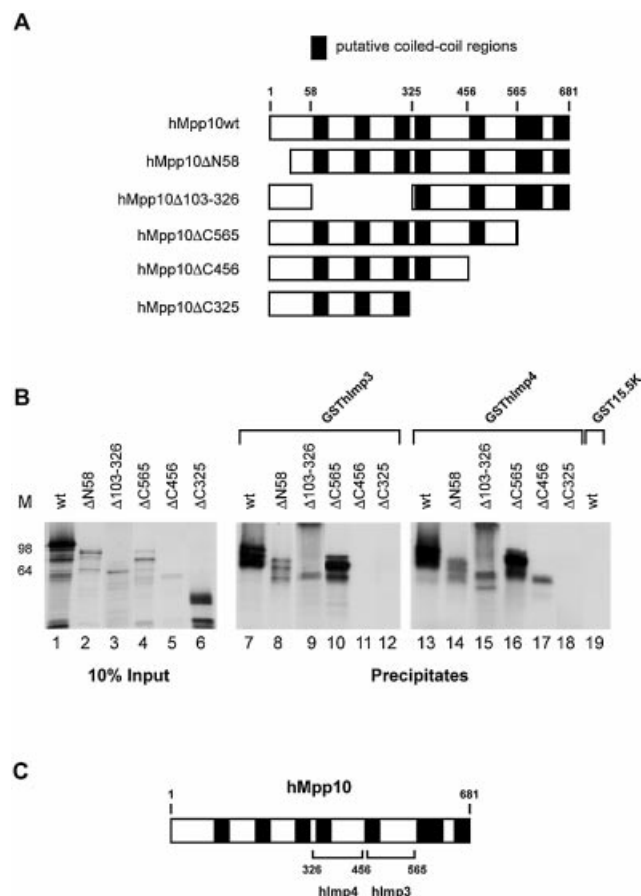 A
putative coiled-coil regions
1 58 325 456 565 681
hMpp10wt
hMpp10ΔN58
hMpp10Δ103-326
hMpp10ΔC565
hMpp10ΔC456
hMpp10ΔC325
B
GSThImp3 GSThImp4 GST15.5K
M wt ΔN58 Δ103-326 ΔC565 ΔC456 ΔC325 wt ΔN58 Δ103-326 ΔC565 ΔC456 ΔC325 wt ΔN58 Δ103-326 ΔC565 ΔC456 ΔC325 wt
98
64
1 2 3 4 5 6 7 8 9 10 11 12 13 14 15 16 17 18 19
10% Input Precipitates
C
hMpp10
1 681
326 456 565
hImp4 hImp3